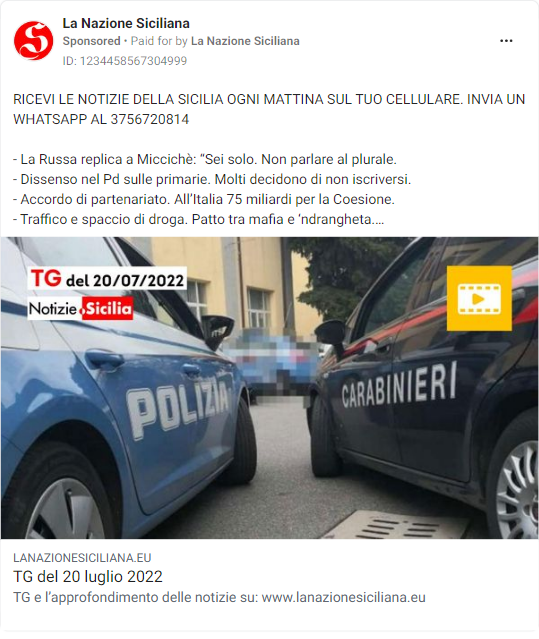 La Nazione Siciliana
Sponsored • Paid for by La Nazione Siciliana
ID: 1234458567304999
RICEVI LE NOTIZIE DELLA SICILIA OGNI MATTINA SUL TUO CELLULARE. INVIA UN
WHATSAPP AL 3756720814
- La Russa replica a Miccichè: “Sei solo. Non parlare al plurale.
- Dissenso nel Pd sulle primarie. Molti decidono di non iscriversi.
- Accordo di partenariato. All’Italia 75 miliardi per la Coesione.
- Traffico e spaccio di droga. Patto tra mafia e ‘ndrangheta....
TG del 20/07/2022
Notizie Sicilia
POLIZIA
CARABINIERI
LANAZIONESICILIANA.EU
TG del 20 luglio 2022
TG e l’approfondimento delle notizie su: www.lanazionesiciliana.eu